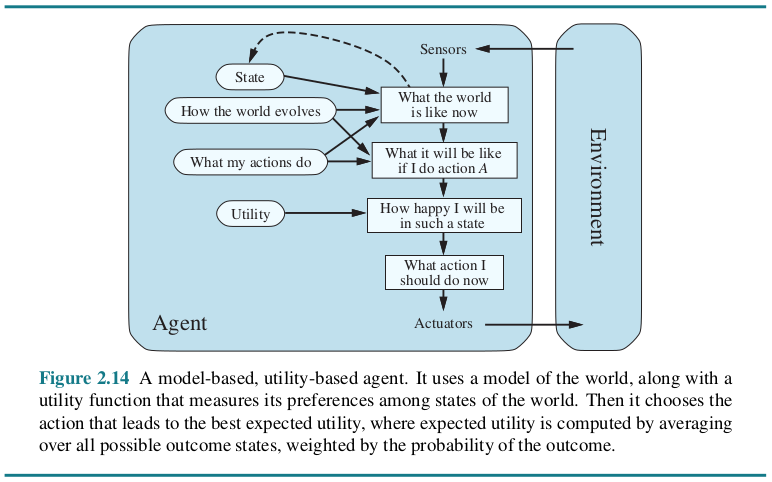 Sensors
State
What the world
is like now
How the world evolves
What my actions do
What it will be like
if I do action A
Utility
How happy I will be
in such a state
What action I
should do now
Agent
Actuators
Environment
Figure 2.14 A model-based, utility-based agent. It uses a model of the world, along with a
utility function that measures its preferences among states of the world. Then it chooses the
action that leads to the best expected utility, where expected utility is computed by averaging
over all possible outcome states, weighted by the probability of the outcome.